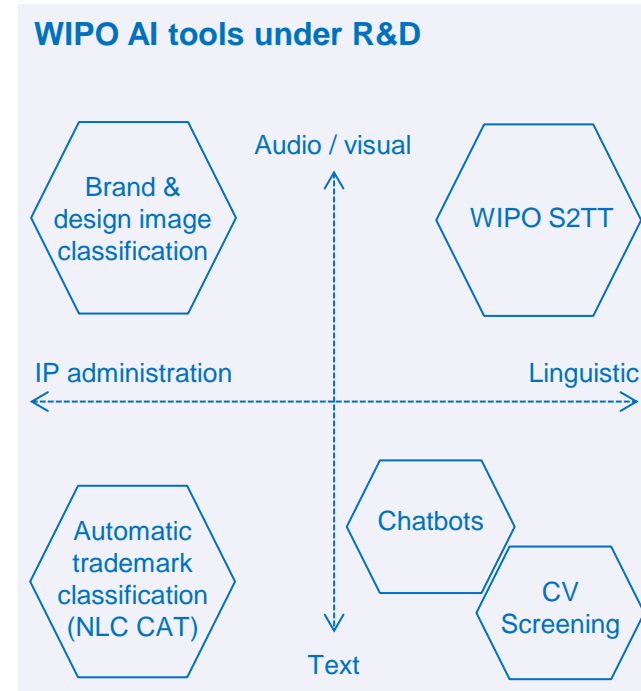 WIPO AI tools under R&D
Audio / visual
Brand &
design image
classification
WIPO S2TT
IP administration
Linguistic
Automatic
trademark
classification
(NLC CAT)
Chatbots
CV
Screening
Text